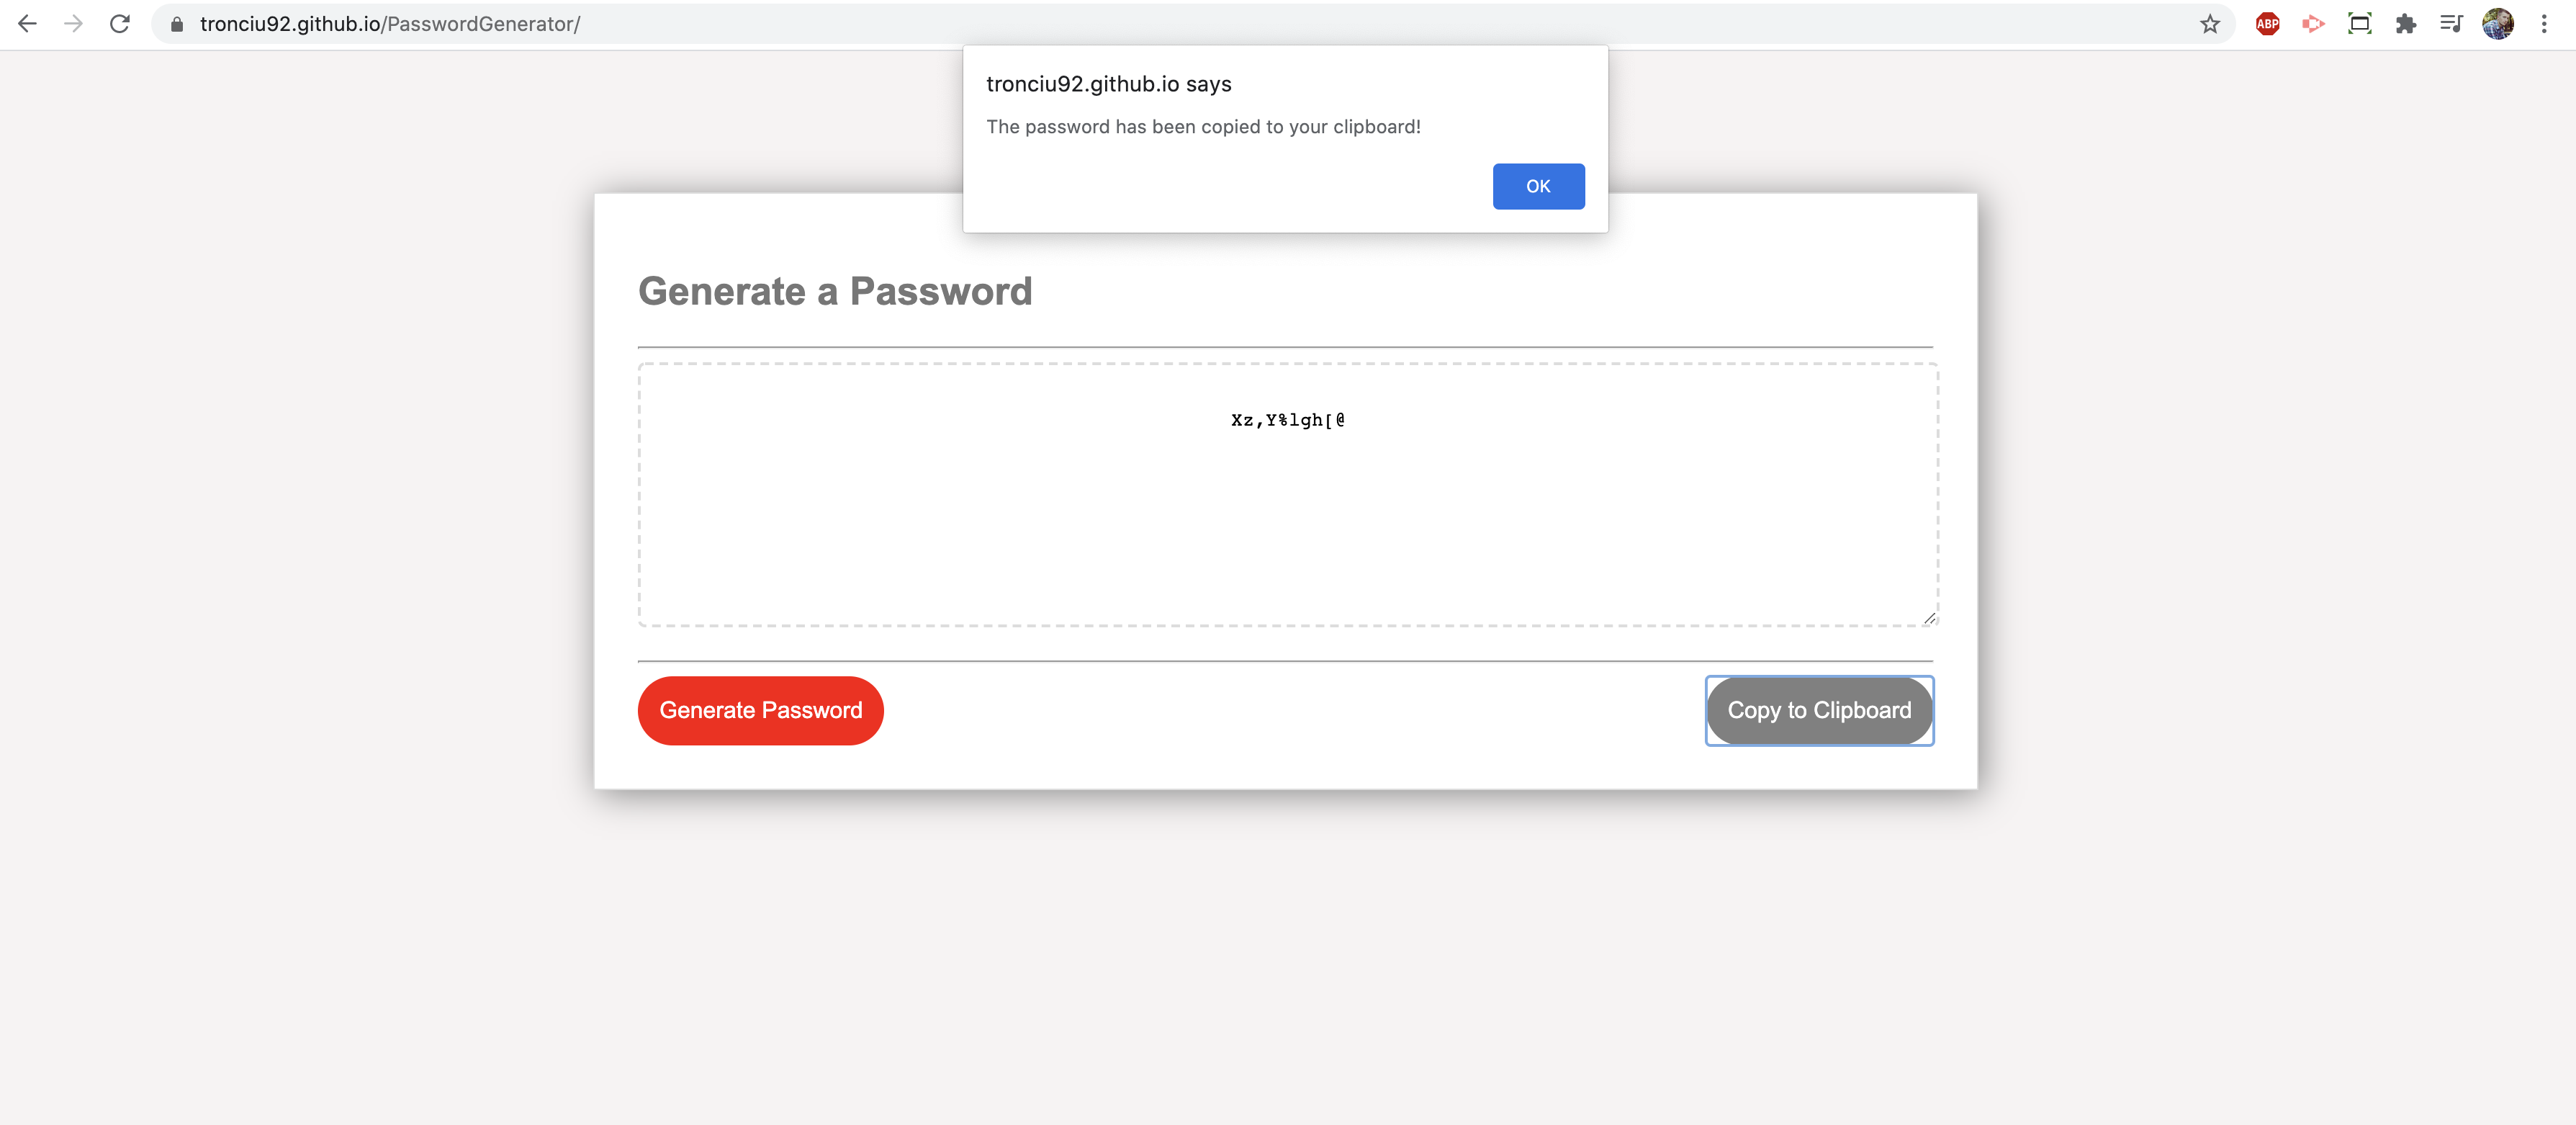 tronciu92.github.io/PasswordGenerator/
ABP
tronciu92.github.io says
The password has been copied to your clipboard!
OK
Generate a Password
Xz,Y%lgh[@
Generate Password
Copy to Clipboard